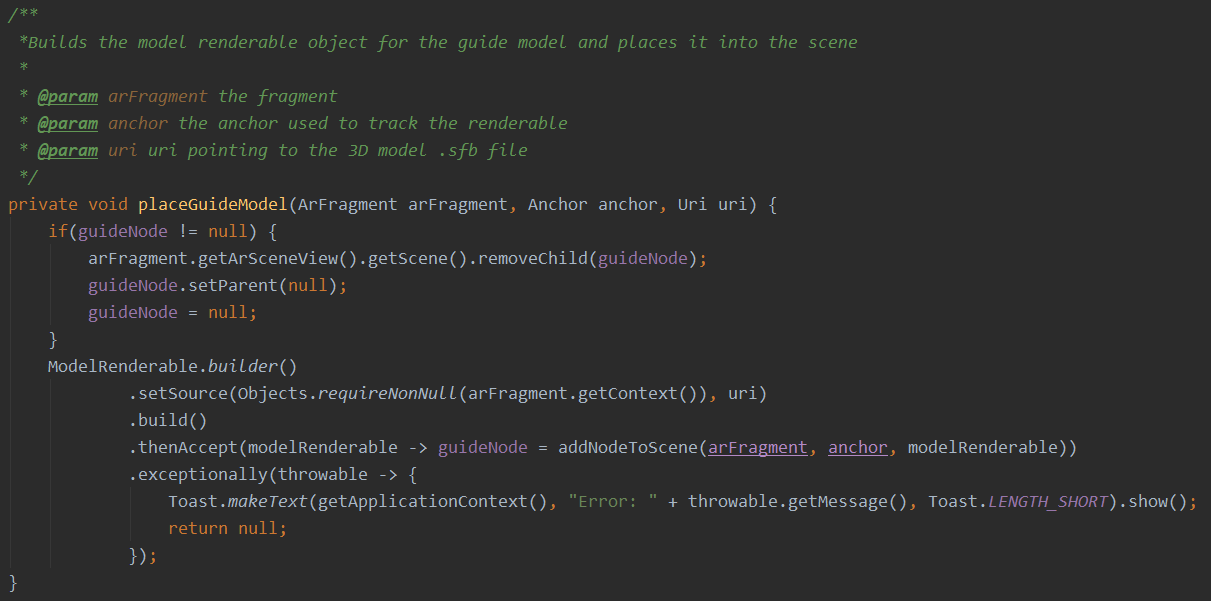 /**
 *Builds the model renderable object for the guide model and places it into the scene
 *
 * @param arFragment the fragment
 * @param anchor the anchor used to track the renderable
 * @param uri uri pointing to the 3D model .sfb file
 */
private void placeGuideModel(ArFragment arFragment, Anchor anchor, Uri uri) {
    if(guideNode != null) {
        arFragment.getArSceneView().getScene().removeChild(guideNode);
        guideNode.setParent(null);
        guideNode = null;
    }
    ModelRenderable.builder()
            .setSource(Objects.requireNonNull(arFragment.getContext()), uri)
            .build()
            .thenAccept(modelRenderable -> guideNode = addNodeToScene(arFragment, anchor, modelRenderable))
            .exceptionally(throwable -> {
                Toast.makeText(getApplicationContext(), "Error: " + throwable.getMessage(), Toast.LENGTH_SHORT).show();
                return null;
            });
}